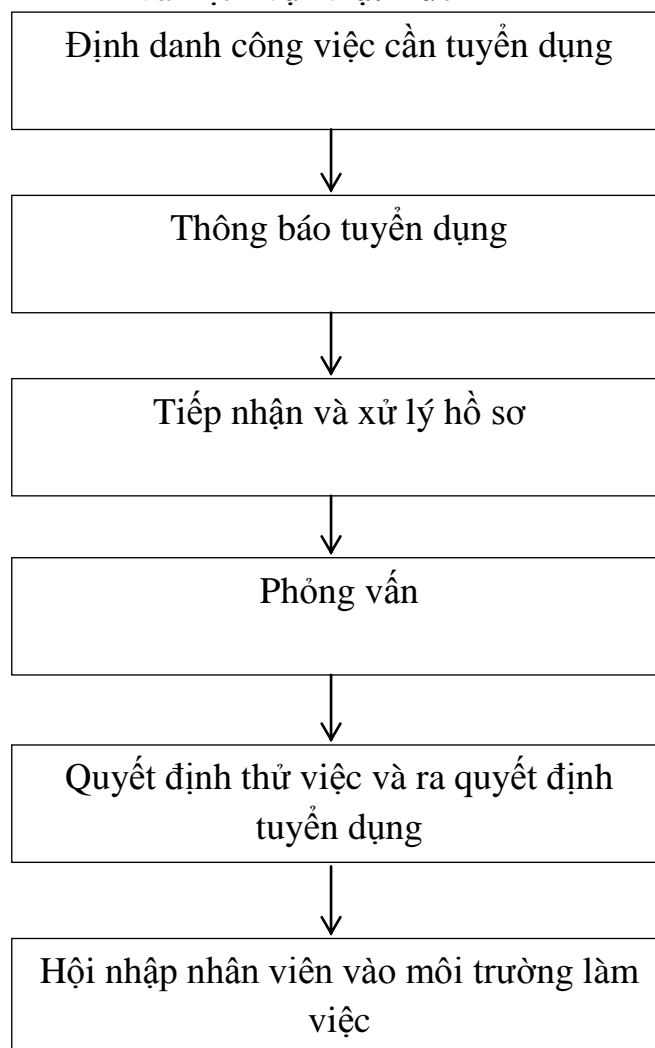 Định danh công việc cần tuyển dụng
Thông báo tuyển dụng
Tiếp nhận và xử lý hồ sơ
Phỏng vấn
Quyết định thử việc và ra quyết định
tuyển dụng
Hội nhập nhân viên vào môi trường làm
việc